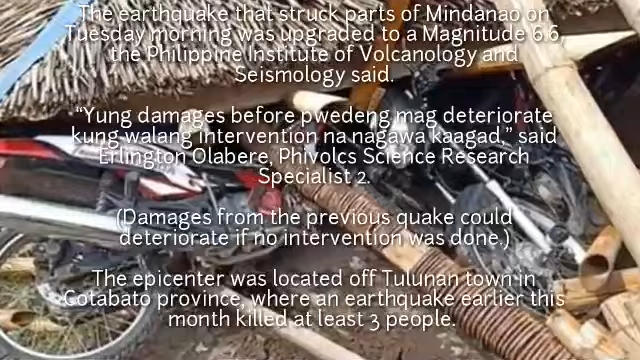 The earthquake that struck parts of Mindanao on
Tuesday morning was upgraded to a Magnitude 6.6,
the Philippine Institute of Volcanology and
Seismology said.
“Yung damages before pwedeng mag deteriorate
kung walang intervention na nagawa kaagad,” said
Erlington Olabere, Phivolcs Science Research
Specialist 2.
(Damages from the previous quake could
deteriorate if no intervention was done.)
The epicenter was located off Tulunan town in
Cotabato province, where an earthquake earlier this
month killed at least 3 people.